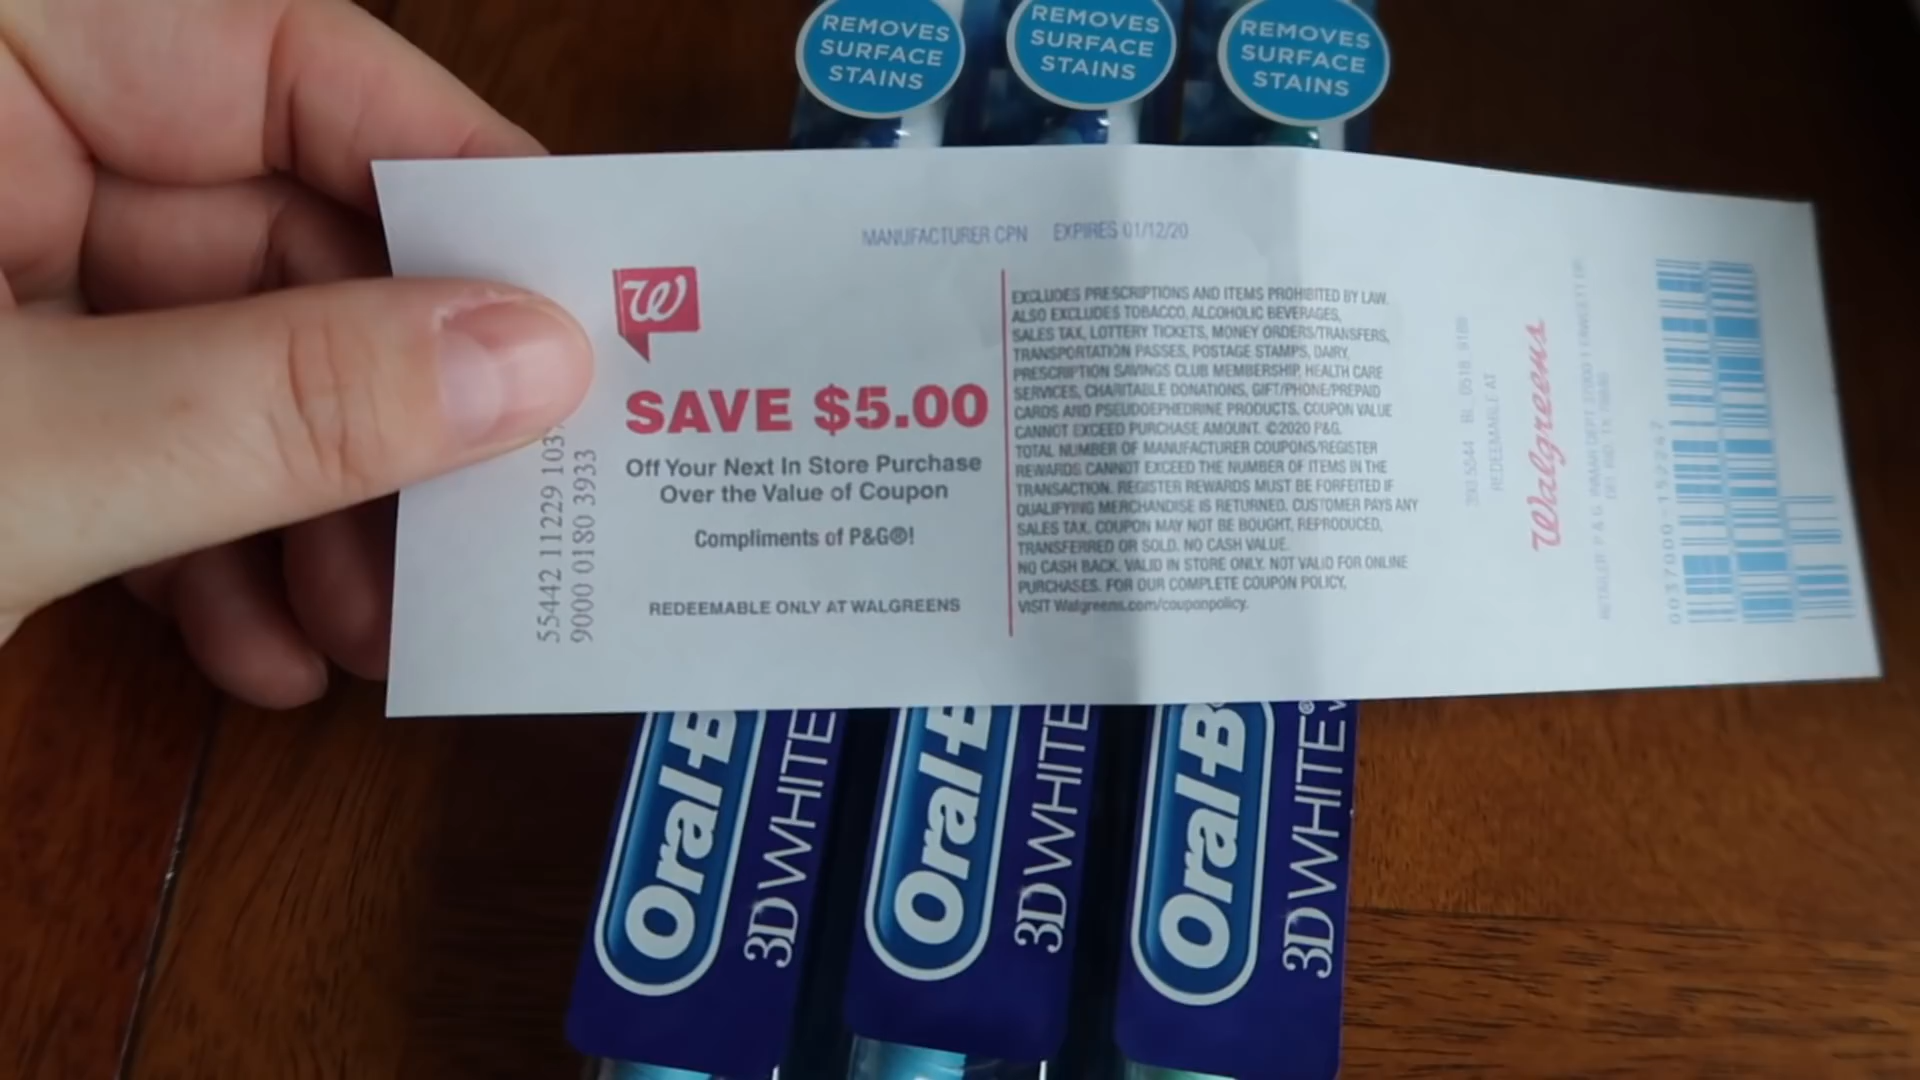 REMOVES
SURFACE
STAINS
REMOVES
SURFACE
STAINS
REMOVES
SURFACE
STAINS
MANUFACTURER CPN EXPIRES 01/12/20
W
SAVE $5.00
Off Your Next In Store Purchase
Over the Value of Coupon
Compliments of P&G®!
REDEEMABLE ONLY AT WALGREENS
55442 11229 103
9000 0180 3933
EXCLUDES PRESCRIPTIONS AND ITEMS PROHIBITED BY LAW.
ALSO EXCLUDES TOBACCO, ALCOHOLIC BEVERAGES,
SALES TAX, LOTTERY TICKETS, MONEY ORDERS/TRANSFERS,
TRANSPORTATION PASSES, POSTAGE STAMPS, DAIRY,
PRESCRIPTION SAVINGS CLUB MEMBERSHIP, HEALTH CARE
SERVICES, CHARITABLE DONATIONS, GIFT/PHONE/PREPAID
CARDS AND PSEUDOEPHEDRINE PRODUCTS. COUPON VALUE
CANNOT EXCEED PURCHASE AMOUNT. ©2020 P&G.
TOTAL NUMBER OF MANUFACTURER COUPONS/REGISTER
REWARDS CANNOT EXCEED THE NUMBER OF ITEMS IN THE
TRANSACTION. REGISTER REWARDS MUST BE FORFEITED IF
QUALIFYING MERCHANDISE IS RETURNED. CUSTOMER PAYS ANY
SALES TAX. COUPON MAY NOT BE BOUGHT, REPRODUCED,
TRANSFERRED OR SOLD. NO CASH VALUE.
NO CASH BACK. VALID IN STORE ONLY. NOT VALID FOR ONLINE
PURCHASES. FOR OUR COMPLETE COUPON POLICY,
VISIT Walgreens.com/couponpolicy.
REDEEMABLE AT
Walgreens
Oral-B
3D WHITE
Oral-B
3D WHITE
Oral-B
3D WHITE®